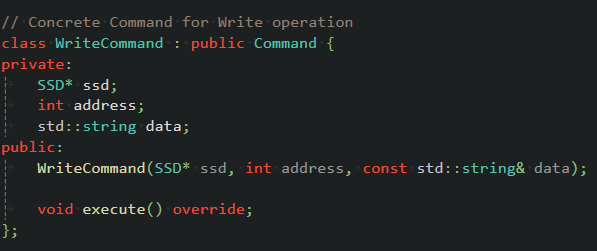 // Concrete Command for Write operation
class WriteCommand : public Command {
private:
    SSD* ssd;
    int address;
    std::string data;
public:
    WriteCommand(SSD* ssd, int address, const std::string& data);

    void execute() override;
};